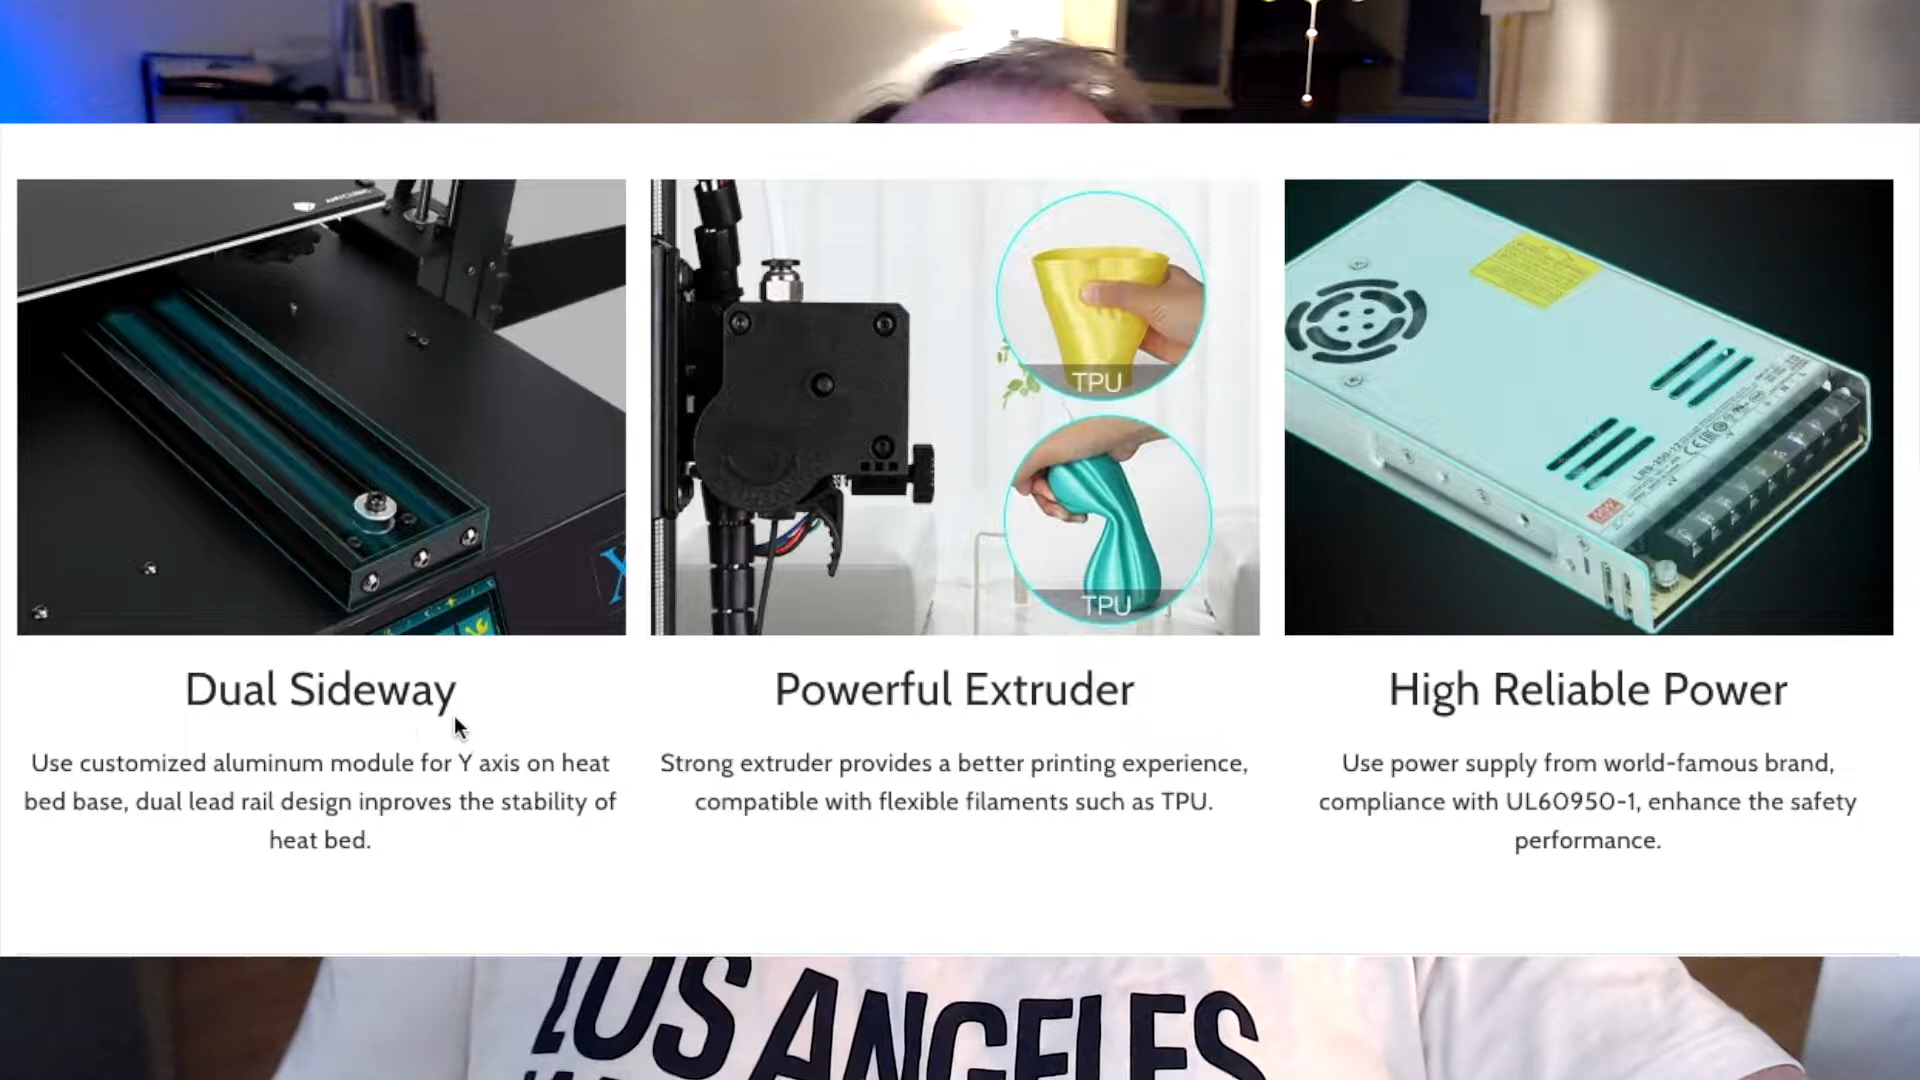 TPU
TPU
Dual Sideway
Use customized aluminum module for Y axis on heat
bed base, dual lead rail design inproves the stability of
heat bed.
Powerful Extruder
Strong extruder provides a better printing experience,
compatible with flexible filaments such as TPU.
High Reliable Power
Use power supply from world-famous brand,
compliance with UL60950-1, enhance the safety
performance.
LOS ANGELES